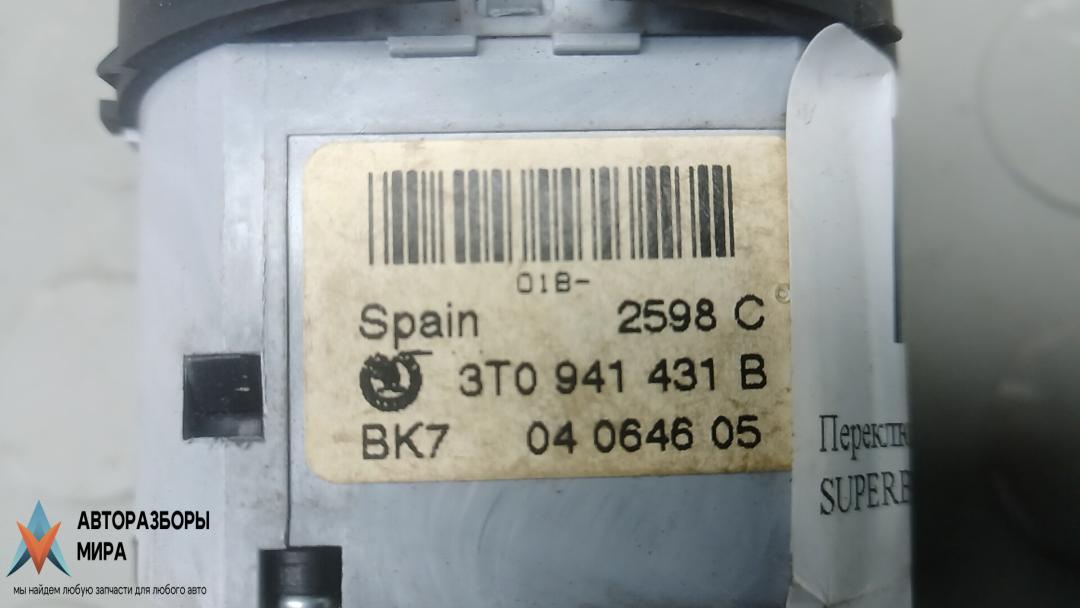 01B-
Spain 2598 C
3T0 941 431 B
BK7 04 0646 05
АВТОРАЗБОРЫ
МИРА
мы найдем любую запчасти для любого авто